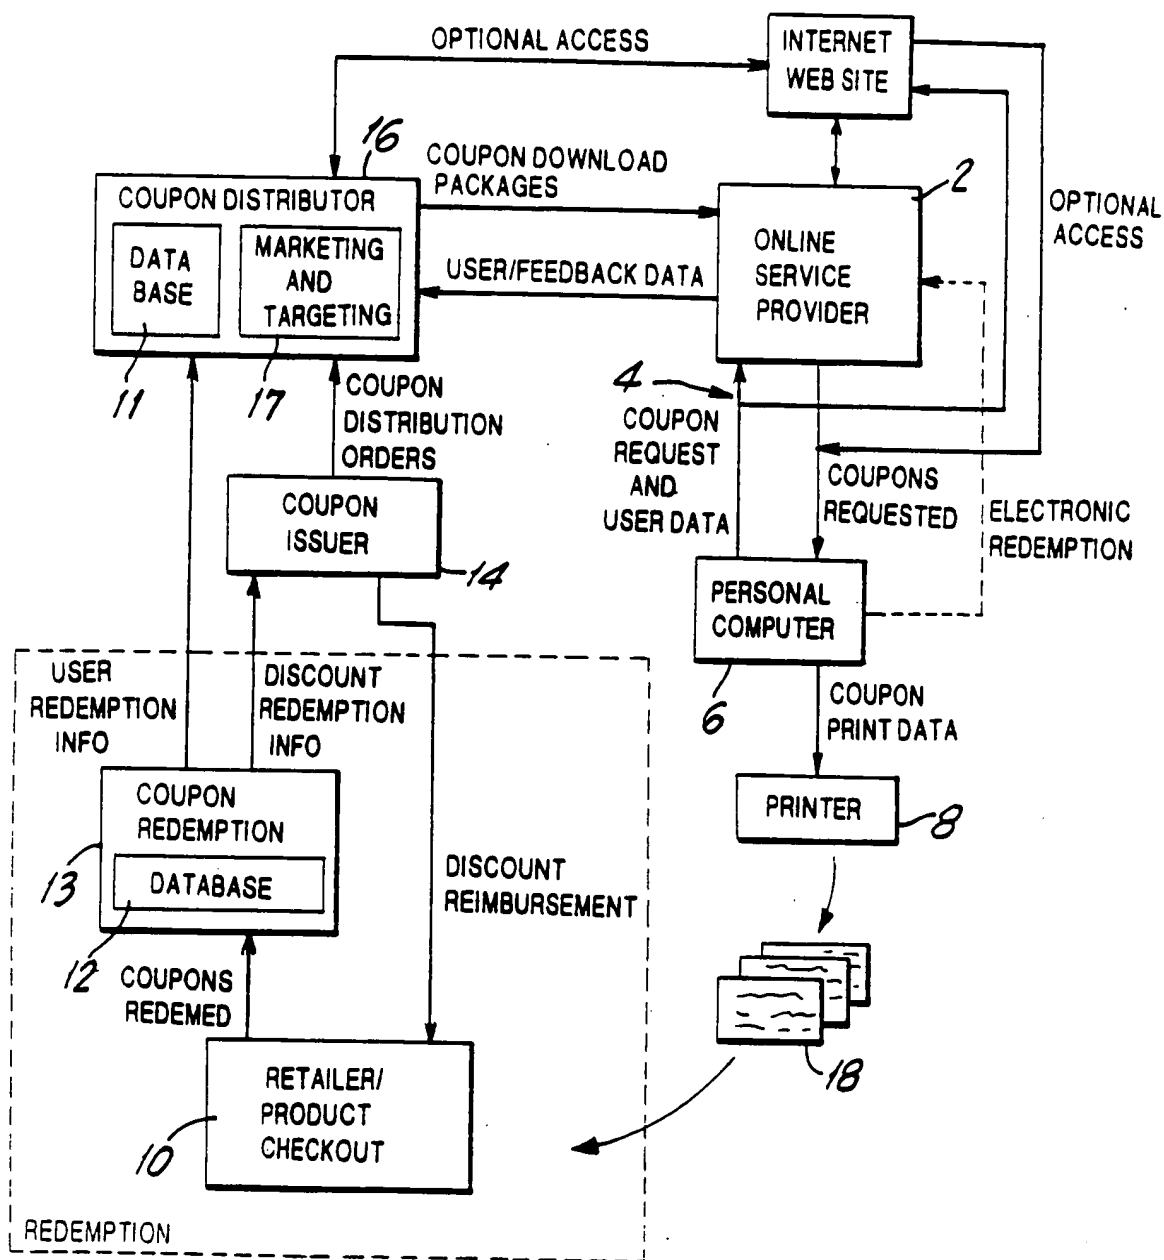 OPTIONAL ACCESS
INTERNET
WEB SITE
16
COUPON DISTRIBUTOR
DATA
BASE
MARKETING
AND
TARGETING
11
17
COUPON DOWNLOAD
PACKAGES
USER/FEEDBACK DATA
2
ONLINE
SERVICE
PROVIDER
OPTIONAL
ACCESS
COUPON
DISTRIBUTION
ORDERS
4
COUPON
REQUEST
AND
USER DATA
COUPONS
REQUESTED
ELECTRONIC
REDEMPTION
COUPON
ISSUER
14
PERSONAL
COMPUTER
6
COUPON
PRINT DATA
USER
REDEMPTION
INFO
DISCOUNT
REDEMPTION
INFO
COUPON
REDEMPTION
DATABASE
13
12
PRINTER
8
DISCOUNT
REIMBURSEMENT
COUPONS
REDEMED
18
RETAILER/
PRODUCT
CHECKOUT
10
REDEMPTION